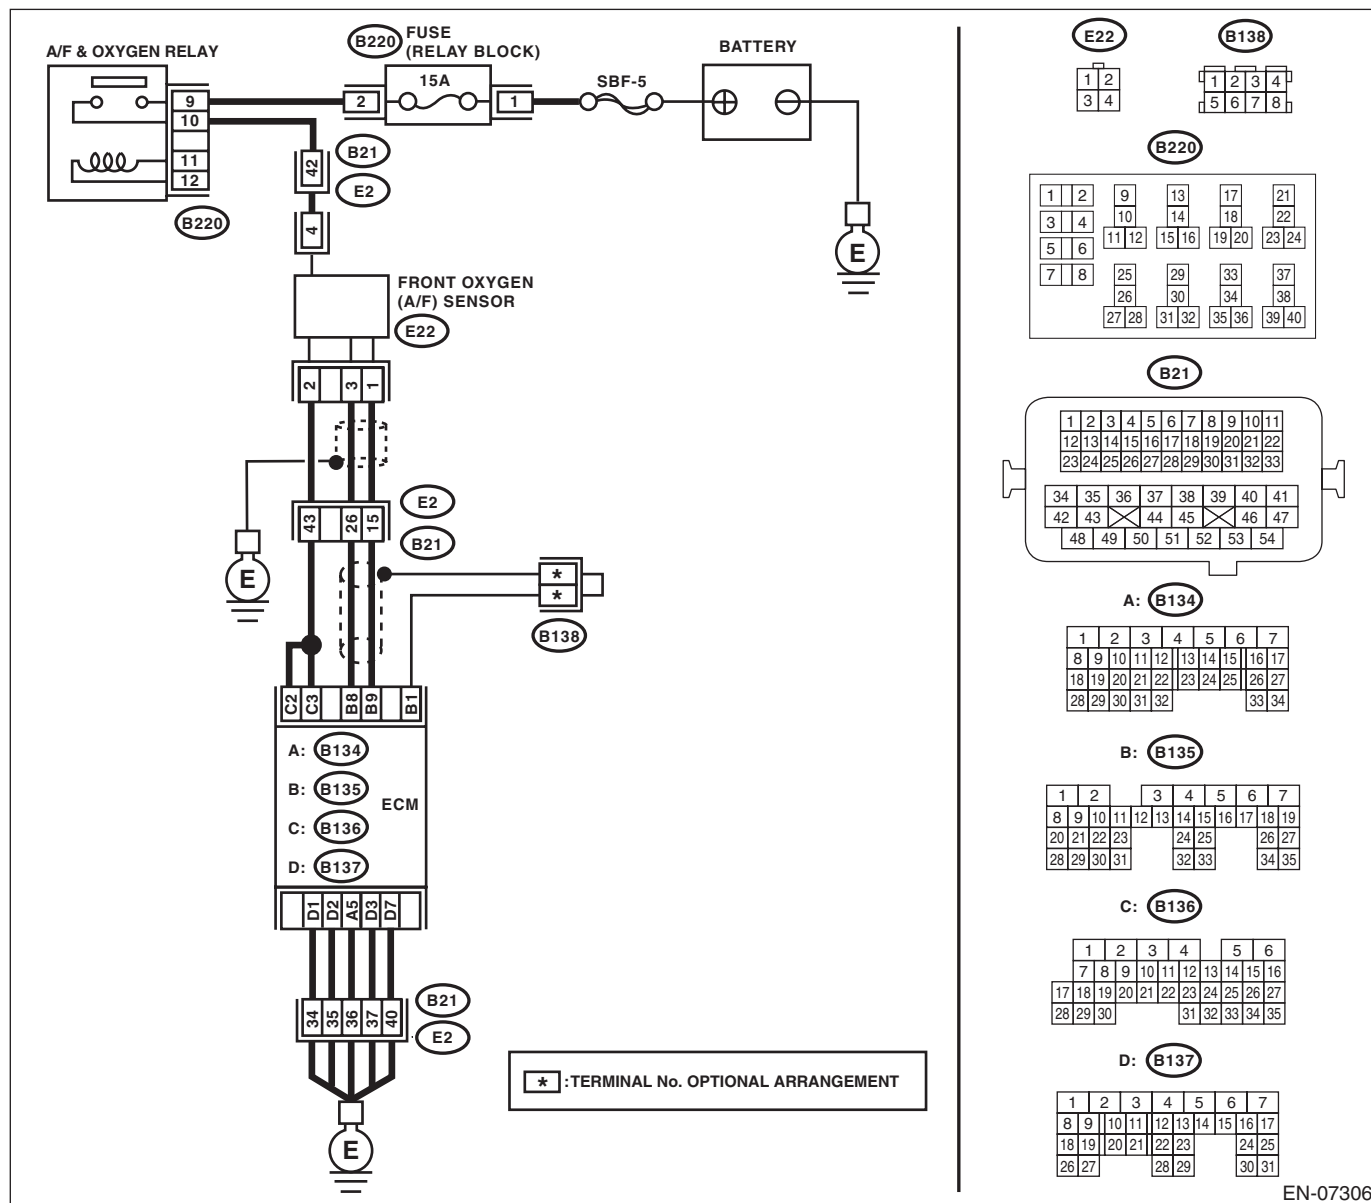 A/F & OXYGEN RELAY
B220
FUSE
(RELAY BLOCK)
15A
2
1
SBF-5
BATTERY
9
10
11
12
B220
42
B21
E2
4
E
FRONT OXYGEN
(A/F) SENSOR
E22
2 3 1
E2
43 26 15
B21
E
* 
*
B138
C2 C3 B8 B9 B1
A: B134
B: B135
C: B136
D: B137
ECM
D1 D2 A5 D3 D7
B21
34 35 36 37 40
E2
E
* :TERMINAL No. OPTIONAL ARRANGEMENT
E22
1 2
3 4
B138
1 2 3 4
5 6 7 8
B220
1 2 9 13 17 21
3 4 10 14 18 22
5 6 11 12 15 16 19 20 23 24
7 8 25 29 33 37
26 30 34 38
27 28 31 32 35 36 39 40
B21
1 2 3 4 5 6 7 8 9 10 11
12 13 14 15 16 17 18 19 20 21 22
23 24 25 26 27 28 29 30 31 32 33
34 35 36 37 38 39 40 41
42 43 44 45 46 47
48 49 50 51 52 53 54
A: B134
1 2 3 4 5 6 7
8 9 10 11 12 13 14 15 16 17
18 19 20 21 22 23 24 25 26 27
28 29 30 31 32 33 34
B: B135
1 2 3 4 5 6 7
8 9 10 11 12 13 14 15 16 17 18 19
20 21 22 23 24 25 26 27
28 29 30 31 32 33 34 35
C: B136
1 2 3 4 5 6
7 8 9 10 11 12 13 14 15 16
17 18 19 20 21 22 23 24 25 26 27
28 29 30 31 32 33 34 35
D: B137
1 2 3 4 5 6 7
8 9 10 11 12 13 14 15 16 17
18 19 20 21 22 23 24 25
26 27 28 29 30 31
EN-07306